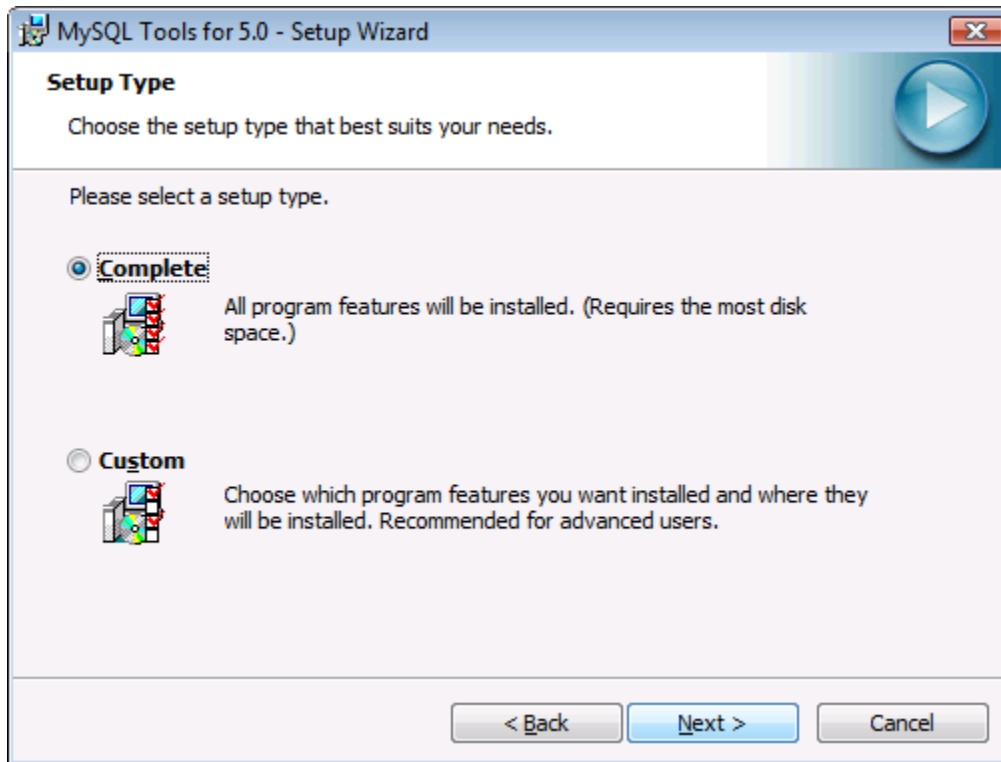 MySQL Tools for 5.0 - Setup Wizard
Setup Type
Choose the setup type that best suits your needs.
Please select a setup type.
Complete
All program features will be installed. (Requires the most disk
space.)
Custom
Choose which program features you want installed and where they
will be installed. Recommended for advanced users.
< Back
Next >
Cancel